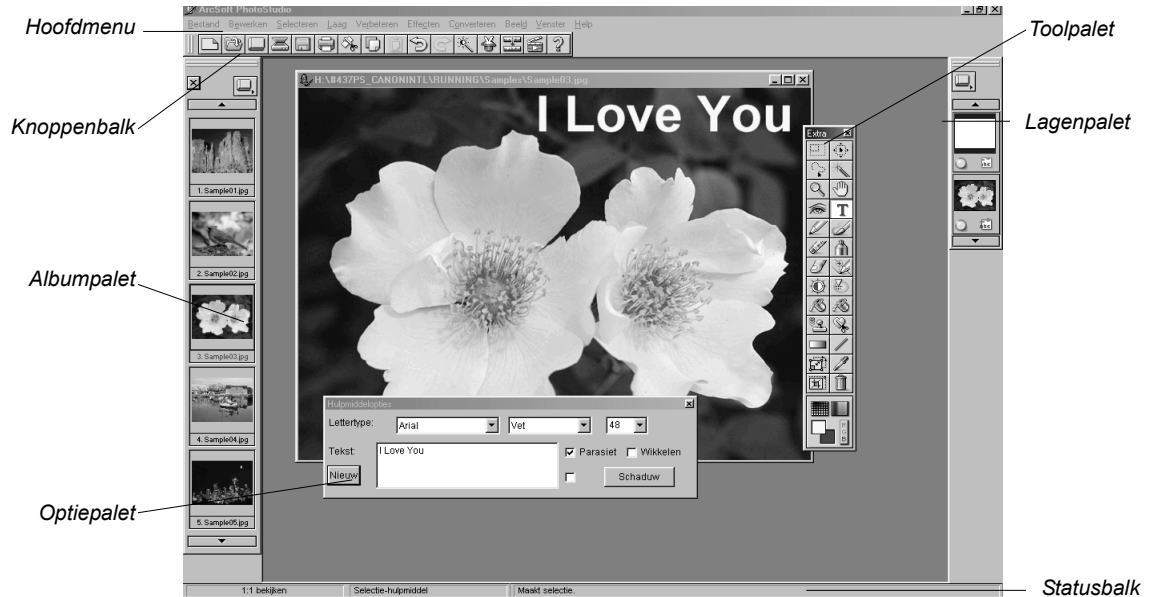 ArcSoft PhotoStudio
Bestand Bewerken Selecteren Laag Verbeteren Effecten Converteren Beeld Venster Help
Hoofdmenu
Toolpalet
H:\#437PS_CANONINTL\RUNNING\Samples\Sample03.jpg
I Love You
Knoppenbalk
Lagenpalet
Extra
1. Sample01.jpg
2. Sample02.jpg
Albumpalet
3. Sample03.jpg
Hulpmiddelopties
Lettertype: Arial Vet 48
4. Sample04.jpg
Tekst: I Love You Parasiet Wikkelen
Nieuw Schaduw
Optiepalet
5. Sample05.jpg
1:1 bekijken Selectie-hulpmiddel Maakt selectie.
Statusbalk